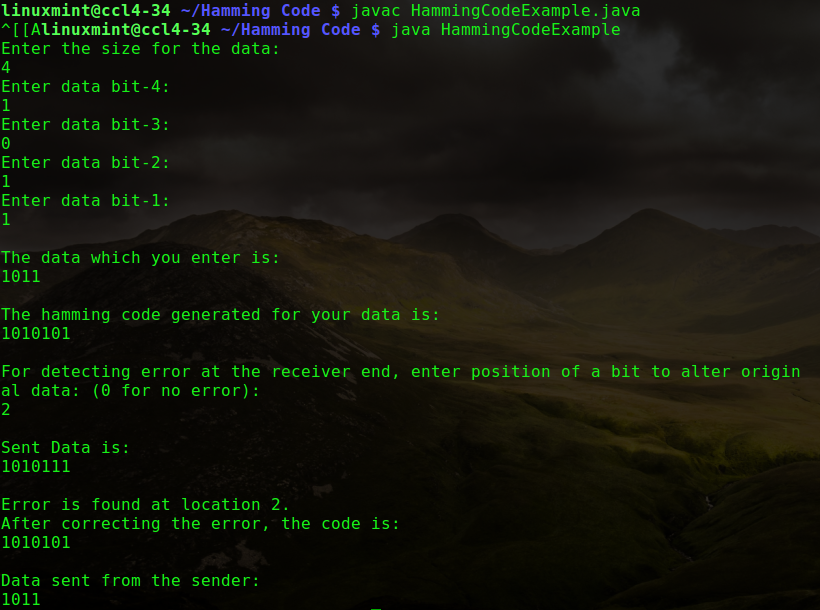 linuxmint@ccl4-34 ~/Hamming Code $ javac HammingCodeExample.java
^[[Alinuxmint@ccl4-34 ~/Hamming Code $ java HammingCodeExample
Enter the size for the data:
4
Enter data bit-4:
1
Enter data bit-3:
0
Enter data bit-2:
1
Enter data bit-1:
1
The data which you enter is:
1011
The hamming code generated for your data is:
1010101
For detecting error at the receiver end, enter position of a bit to alter origin
al data: (0 for no error):
2
Sent Data is:
1010111
Error is found at location 2.
After correcting the error, the code is:
1010101
Data sent from the sender:
1011